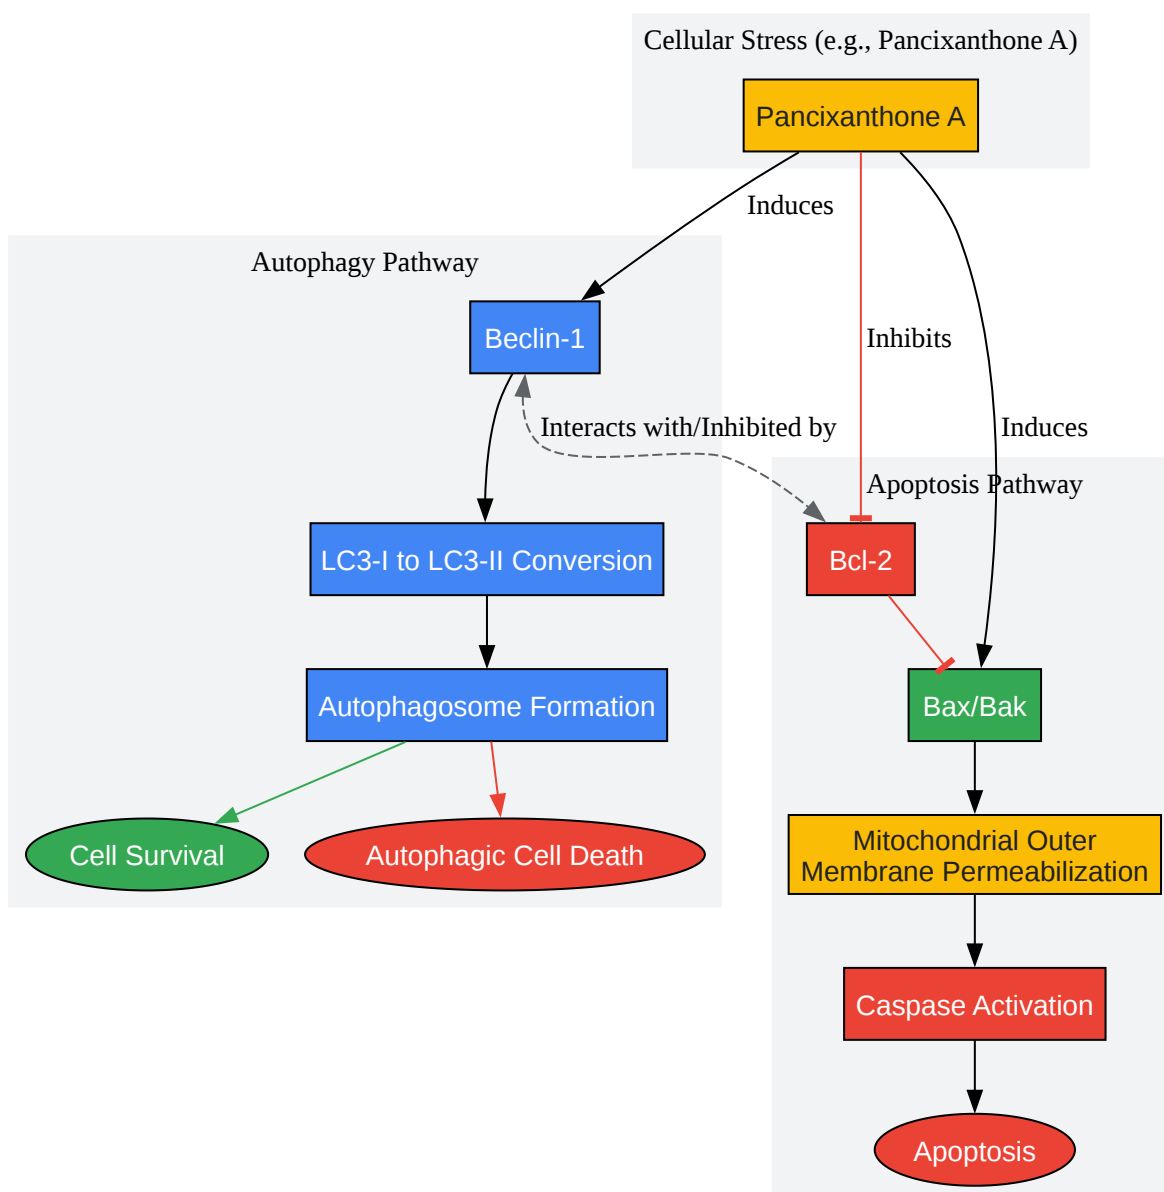 Cellular Stress (e.g., Pancixanthone A)
Pancixanthone A
Induces
Autophagy Pathway
Beclin-1
Inhibits
Interacts with/Inhibited by
Induces
Apoptosis Pathway
LC3-I to LC3-II Conversion
Bcl-2
Autophagosome Formation
Bax/Bak
Cell Survival
Autophagic Cell Death
Mitochondrial Outer
Membrane Permeabilization
Caspase Activation
Apoptosis